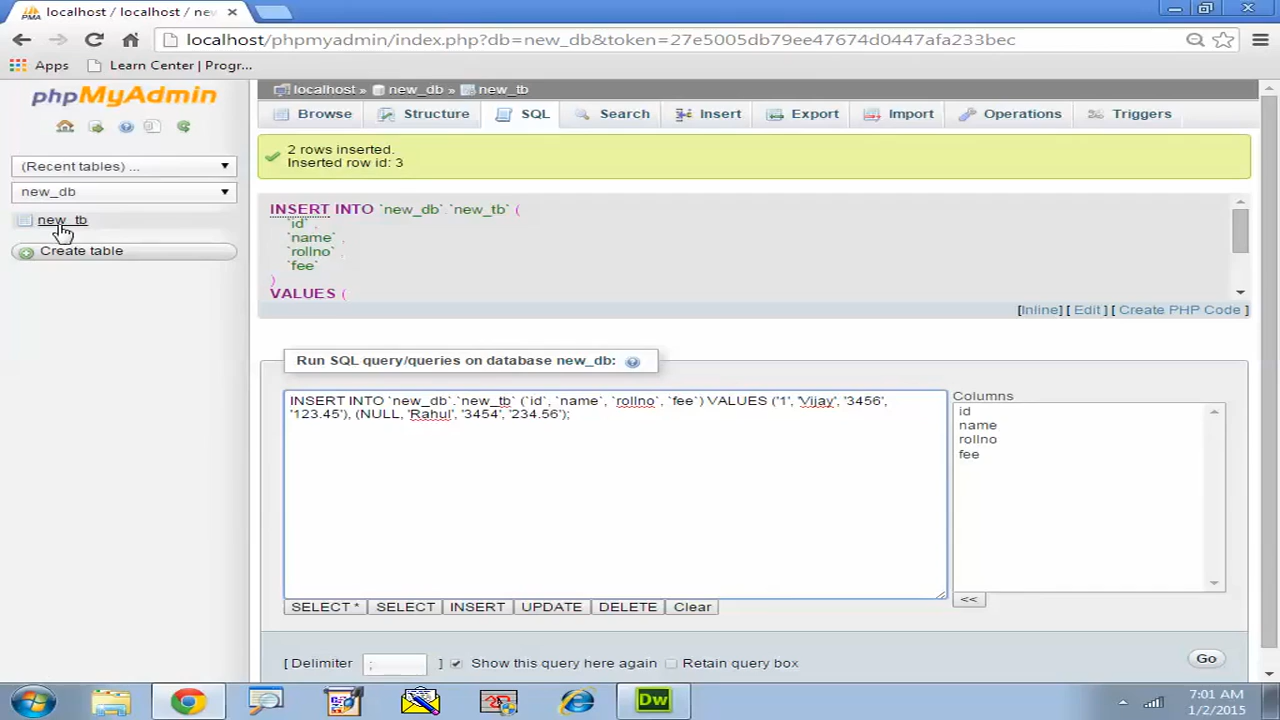 localhost / localhost / nev
localhost/phpmyadmin/index.php?db=new_db&token=27e5005db79ee47674d0447afa233bec
Apps Learn Center | Progr...
phpMyAdmin
(Recent tables) ...
new_db
new_tb
Create table
localhost » new_db » new_tb
Browse Structure SQL Search Insert Export Import Operations Triggers
2 rows inserted.
Inserted row id: 3
INSERT INTO `new_db`.`new_tb` (
`id` ,
`name` ,
`rollno` ,
`fee`
)
VALUES (
[Inline] [ Edit ] [ Create PHP Code ]
Run SQL query/queries on database new_db:
INSERT INTO `new_db`.`new_tb` (`id`, `name`, `rollno`, `fee`) VALUES ('1', 'Vijay', '3456',
'123.45'), (NULL, 'Rahul', '3454', '234.56');
Columns
id
name
rollno
fee
<<
SELECT * SELECT INSERT UPDATE DELETE Clear
[ Delimiter ; ] Show this query here again Retain query box
Go
Dw
7:01 AM
1/2/2015